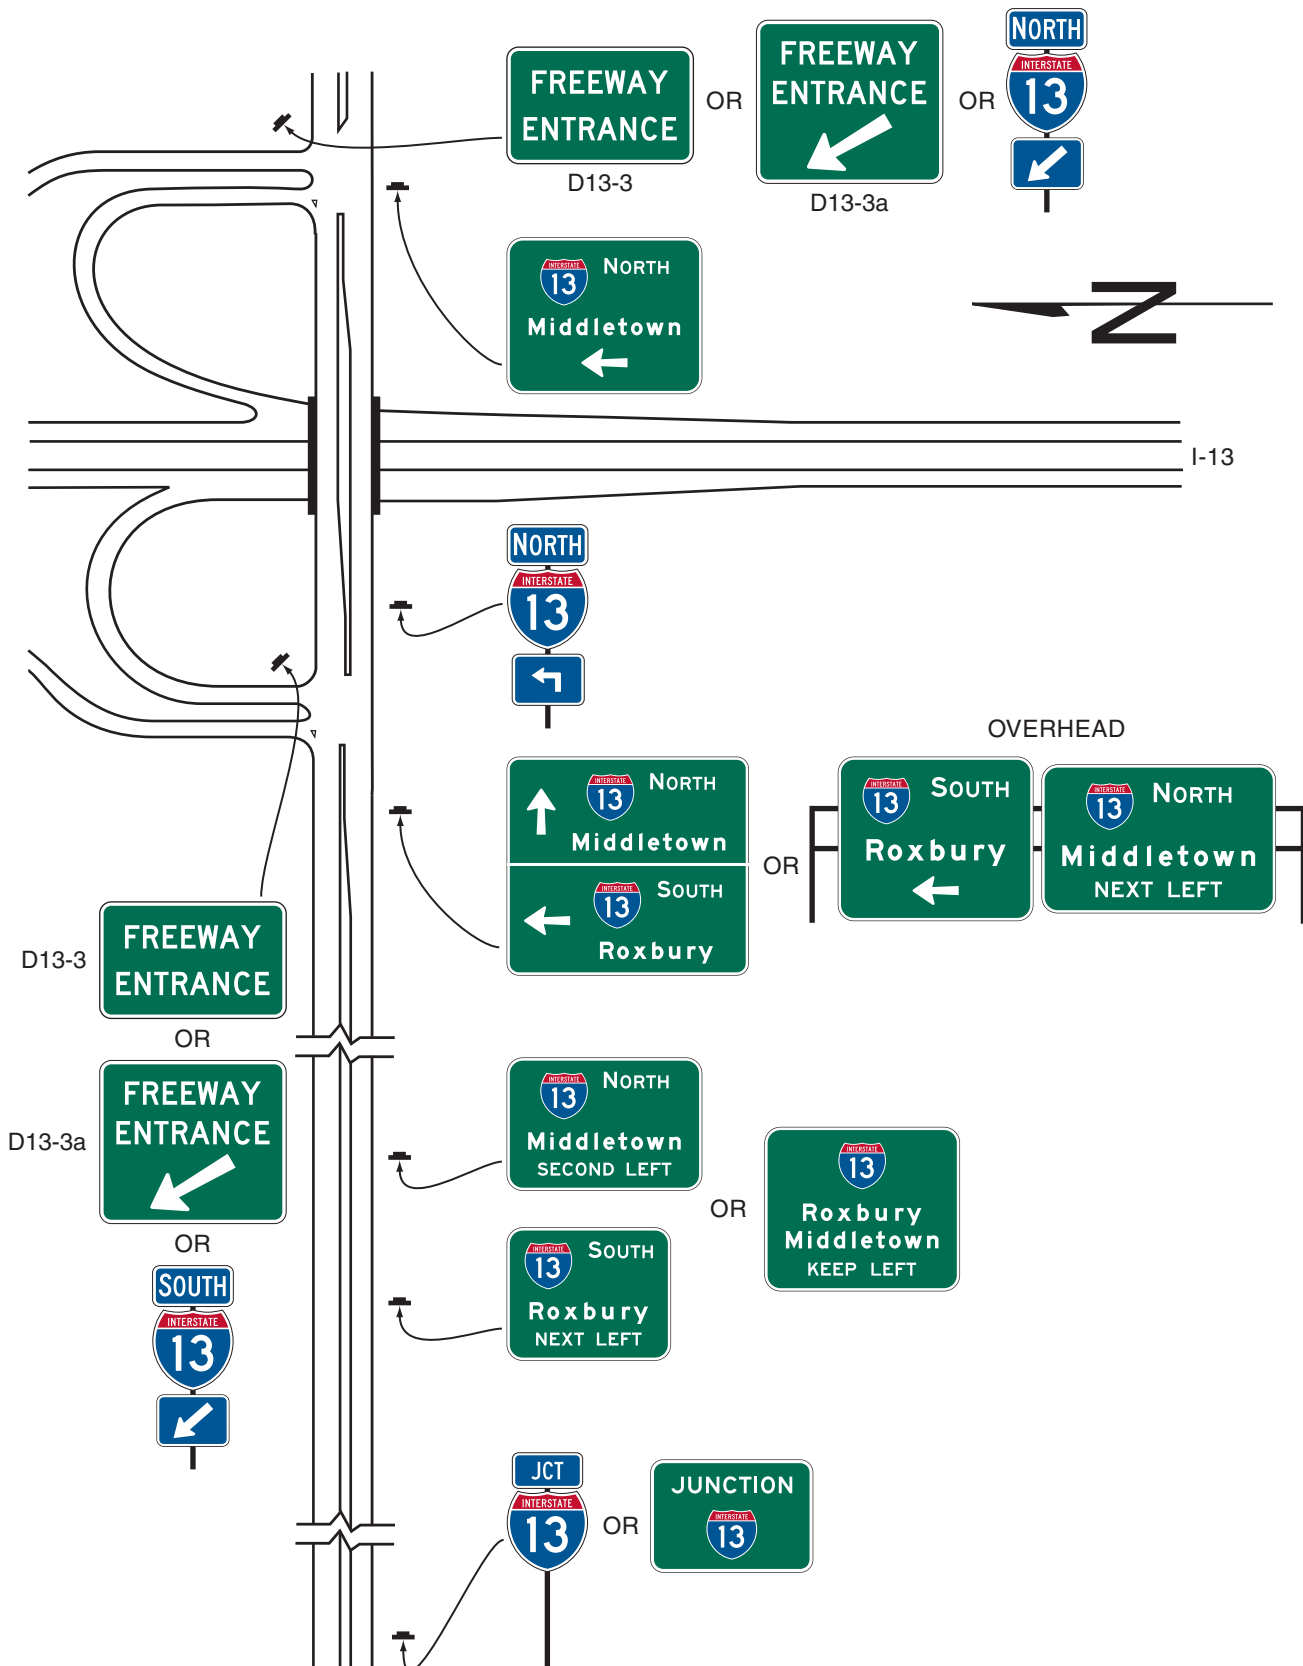 FREEWAY
ENTRANCE
D13-3
OR
FREEWAY
ENTRANCE
D13-3a
OR
NORTH
INTERSTATE
13
INTERSTATE
13
NORTH
Middletown
N
I-13
NORTH
INTERSTATE
13
INTERSTATE
13
NORTH
Middletown
INTERSTATE
13
SOUTH
Roxbury
OR
OVERHEAD
INTERSTATE
13
SOUTH
Roxbury
INTERSTATE
13
NORTH
Middletown
NEXT LEFT
D13-3
FREEWAY
ENTRANCE
OR
D13-3a
FREEWAY
ENTRANCE
OR
SOUTH
INTERSTATE
13
INTERSTATE
13
NORTH
Middletown
SECOND LEFT
INTERSTATE
13
SOUTH
Roxbury
NEXT LEFT
OR
INTERSTATE
13
Roxbury
Middletown
KEEP LEFT
JCT
INTERSTATE
13
OR
JUNCTION
INTERSTATE
13